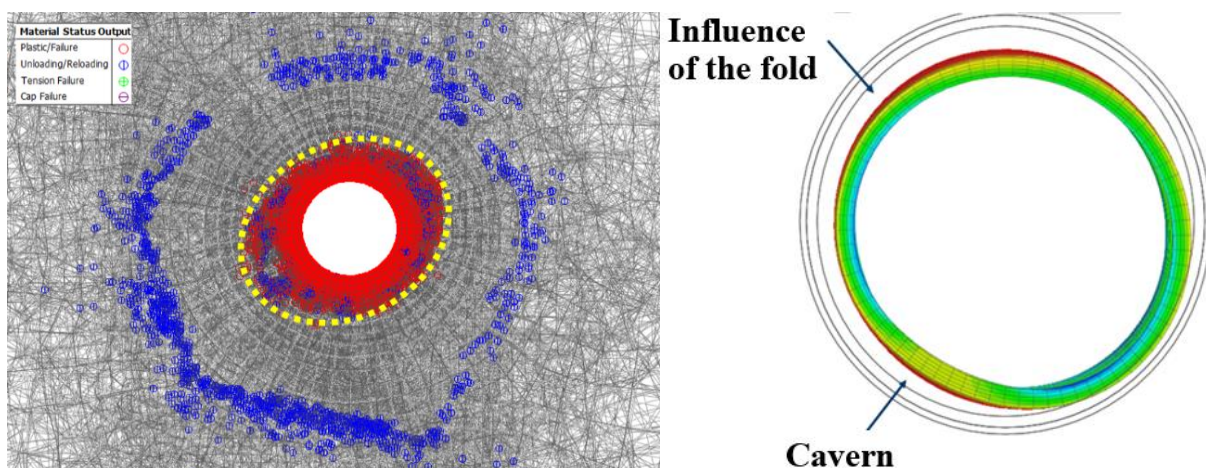 Material Status Output
Plastic/Failure
Unloading/Reloading
Tension Failure
Cap Failure
Influence
of the fold
Cavern